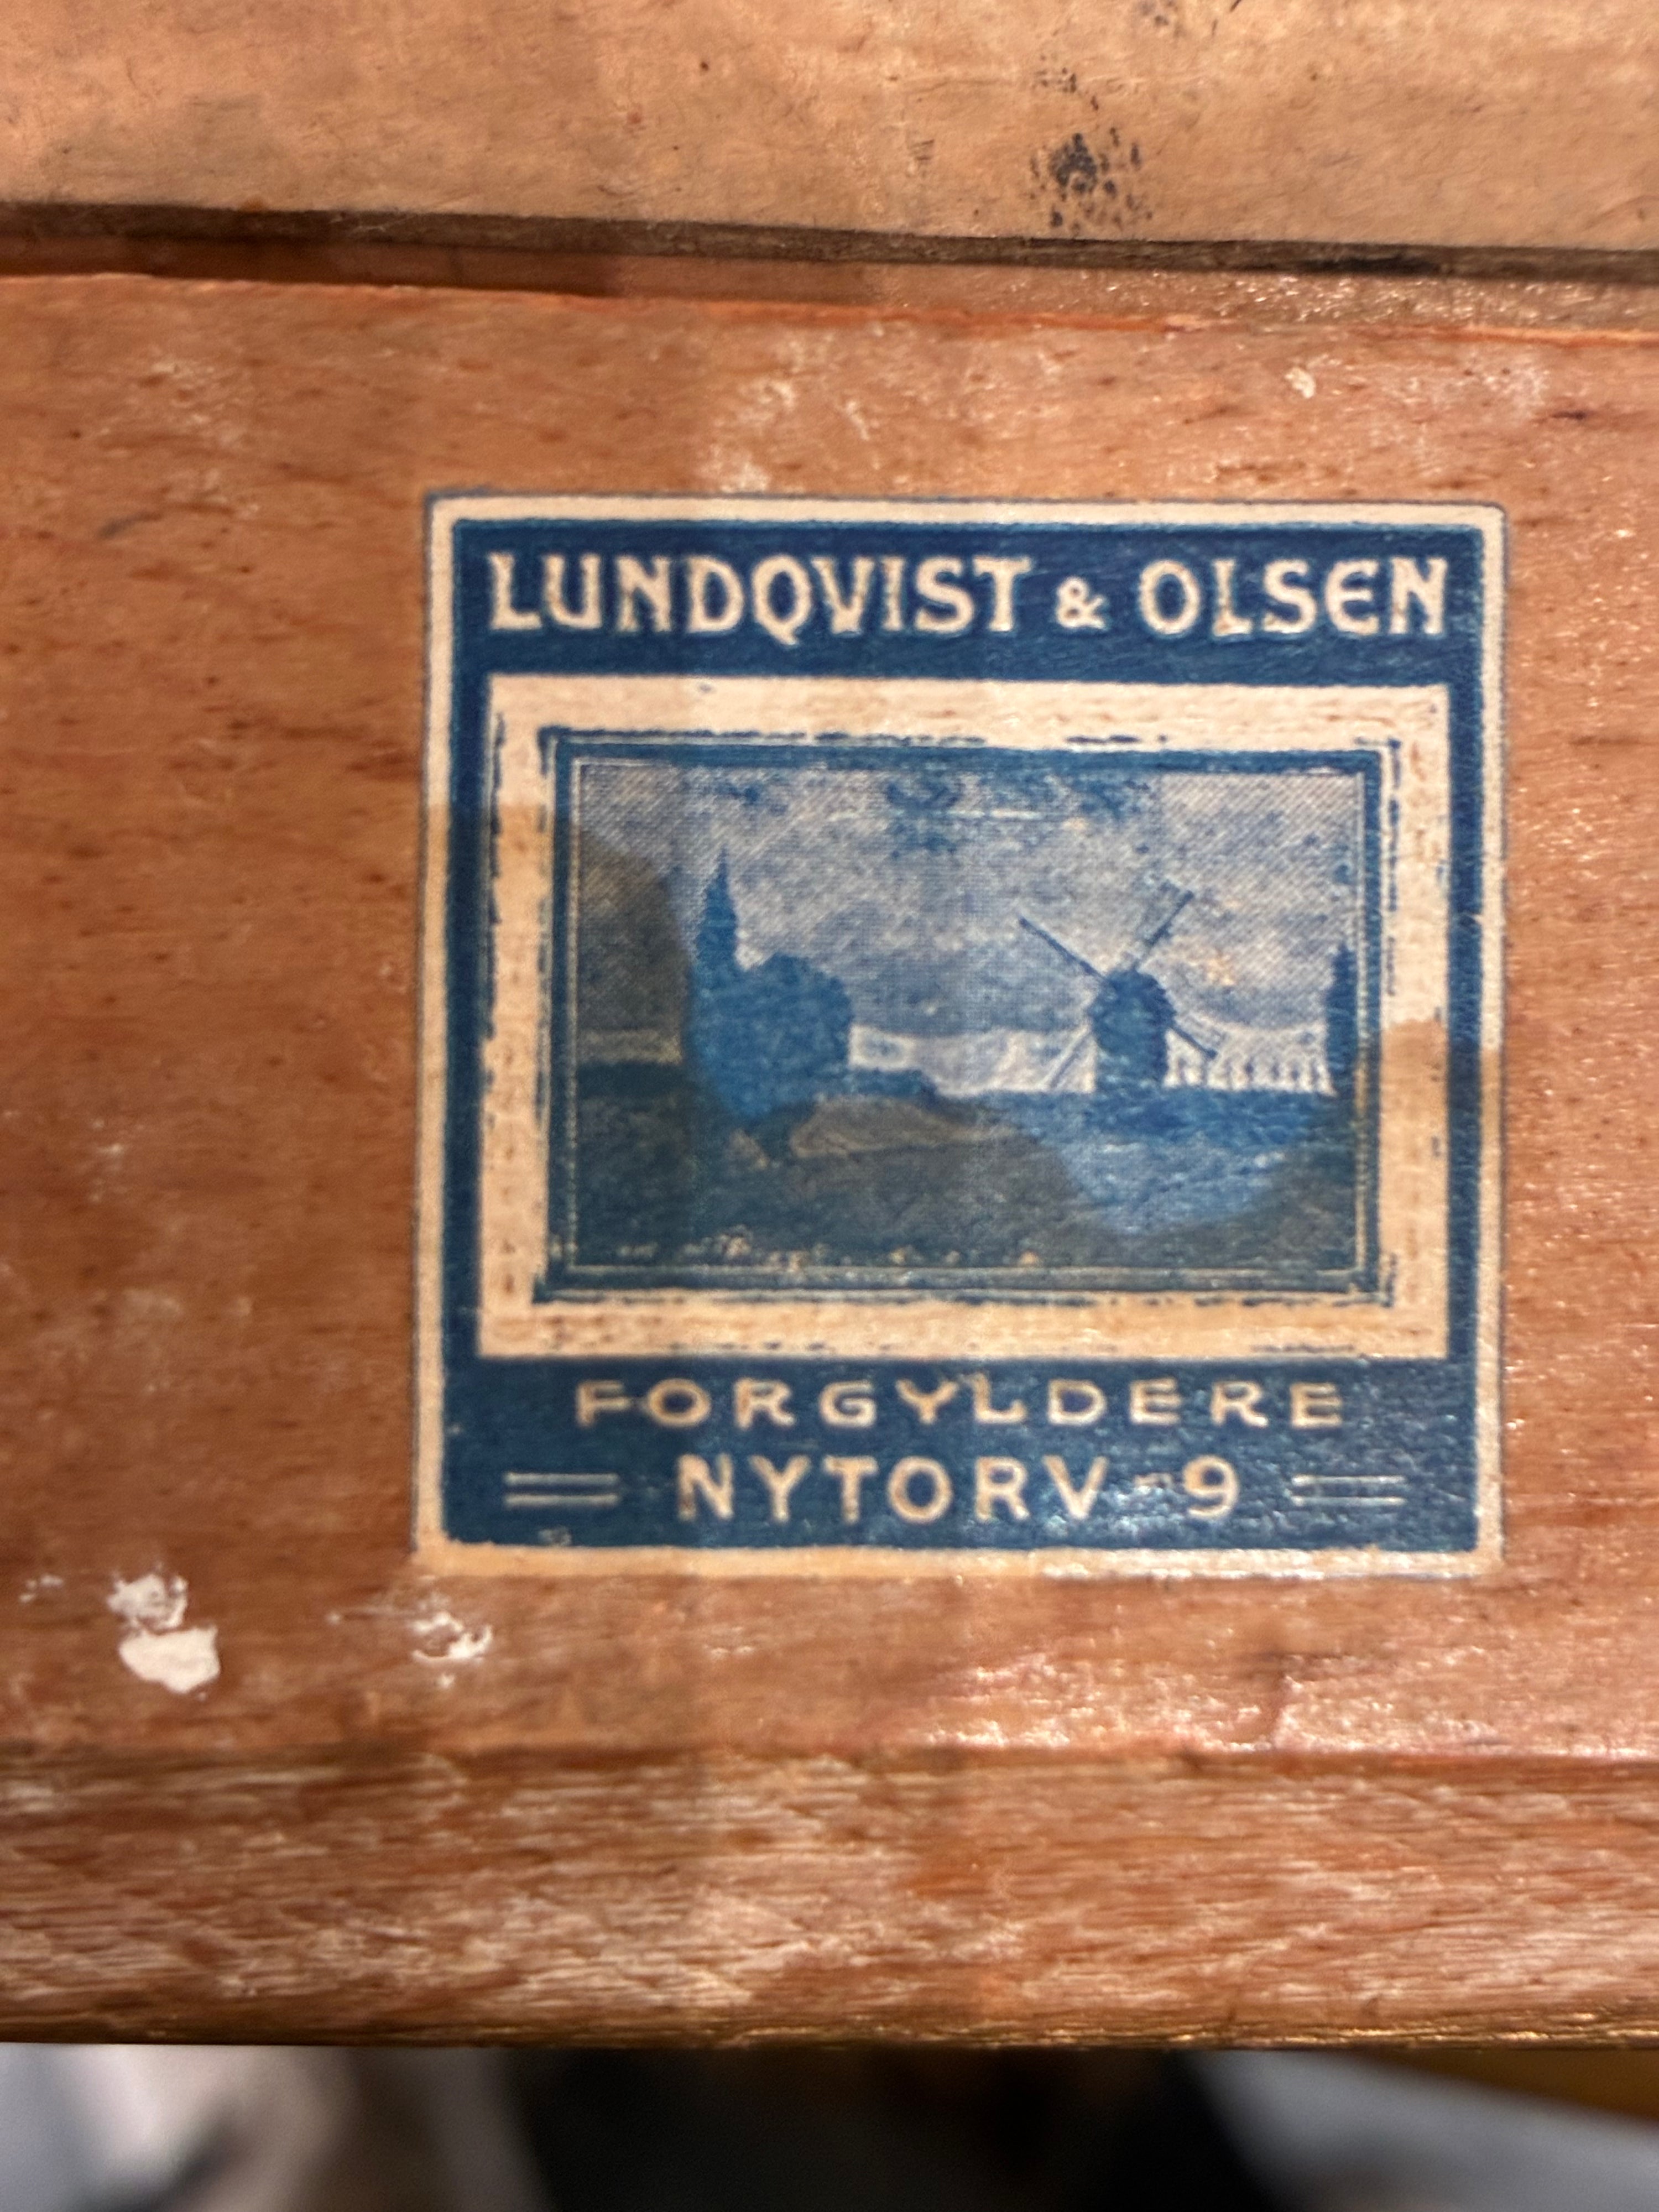 LUNDQVIST & OLSEN
FORGYLDERE
NYTORV - 9